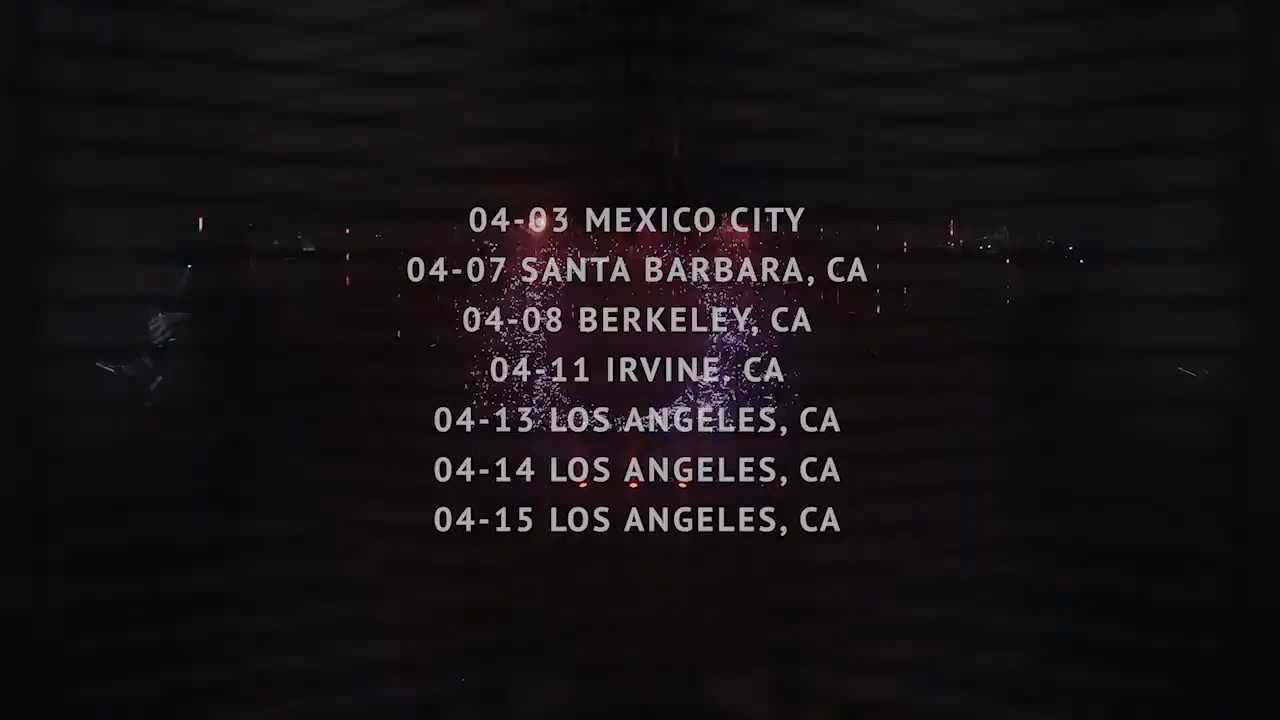 04-03 MEXICO CITY
04-07 SANTA BARBARA, CA
04-08 BERKELEY, CA
04-11 IRVINE, CA
04-13 LOS ANGELES, CA
04-14 LOS ANGELES, CA
04-15 LOS ANGELES, CA